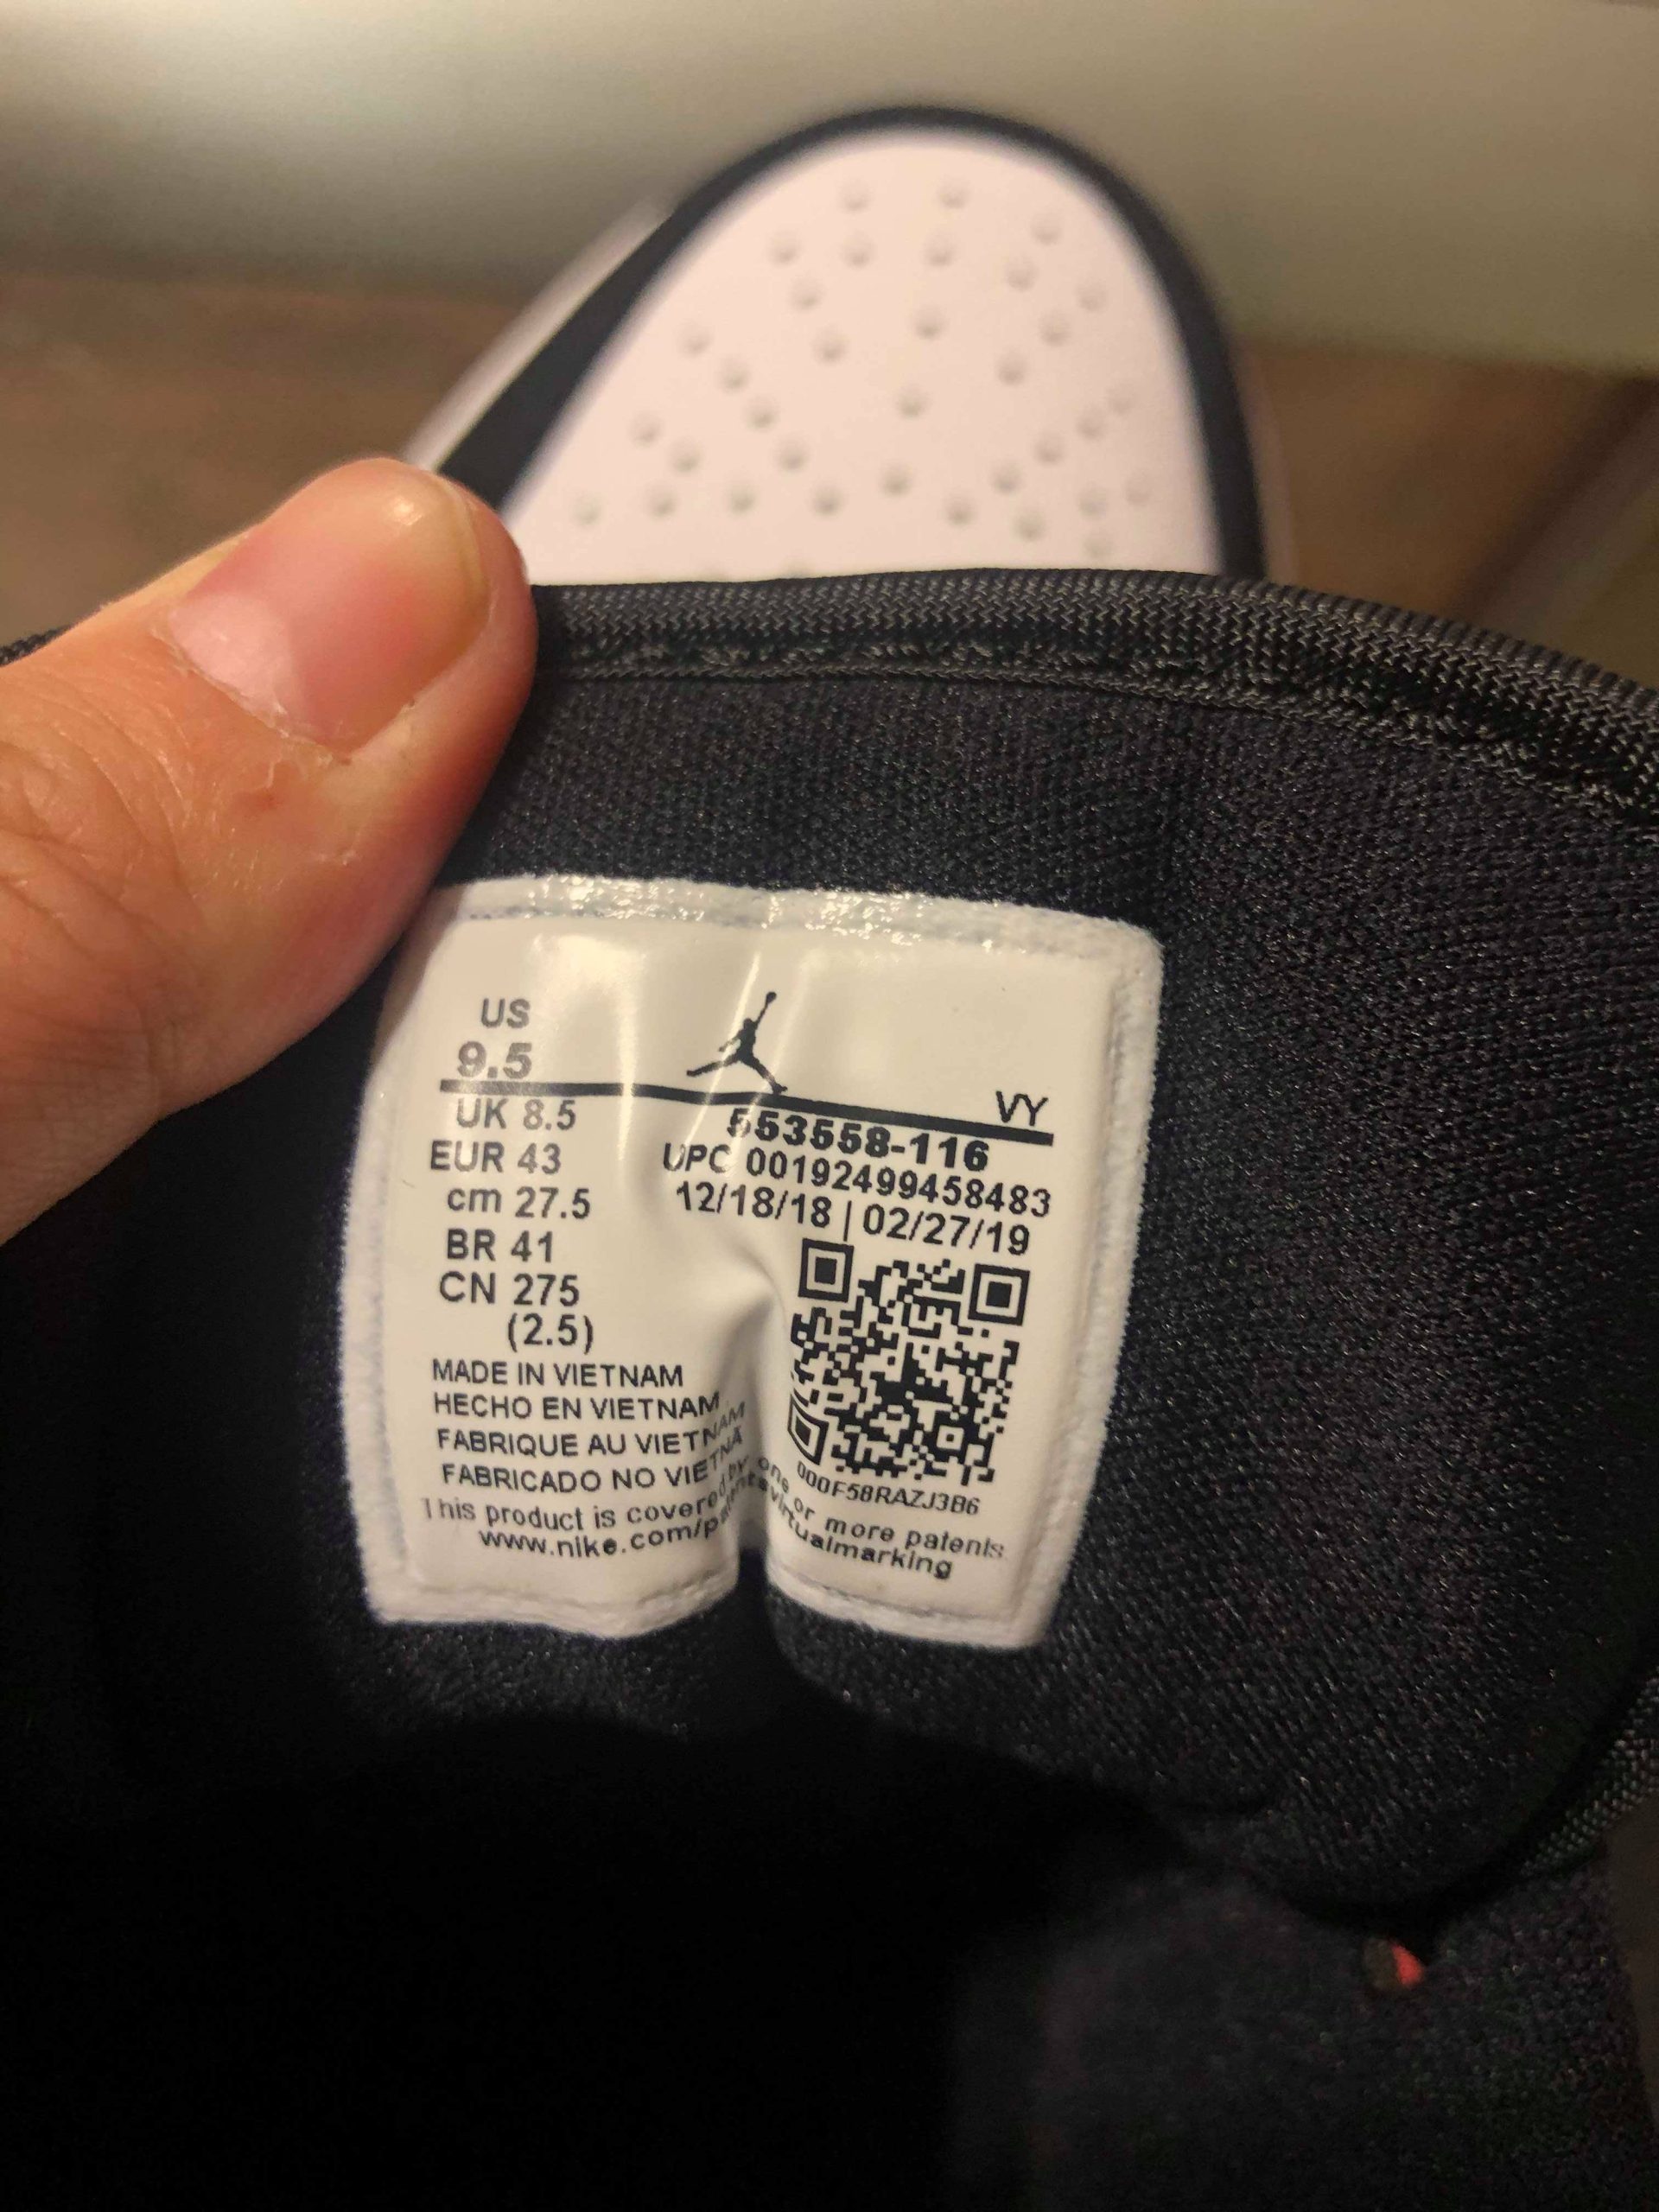 US
9.5
VY
UK 8.5
EUR 43
cm 27.5
BR 41
CN 275
(2.5)
553558-116
UPC 00192499458483
12/18/18 | 02/27/19
MADE IN VIETNAM
HECHO EN VIETNAM
FABRIQUE AU VIETNAM
FABRICADO NO VIETNÃ
000F58RAZJ3B6
This product is covered by one or more patents
www.nike.com/patentsvirtualmarking